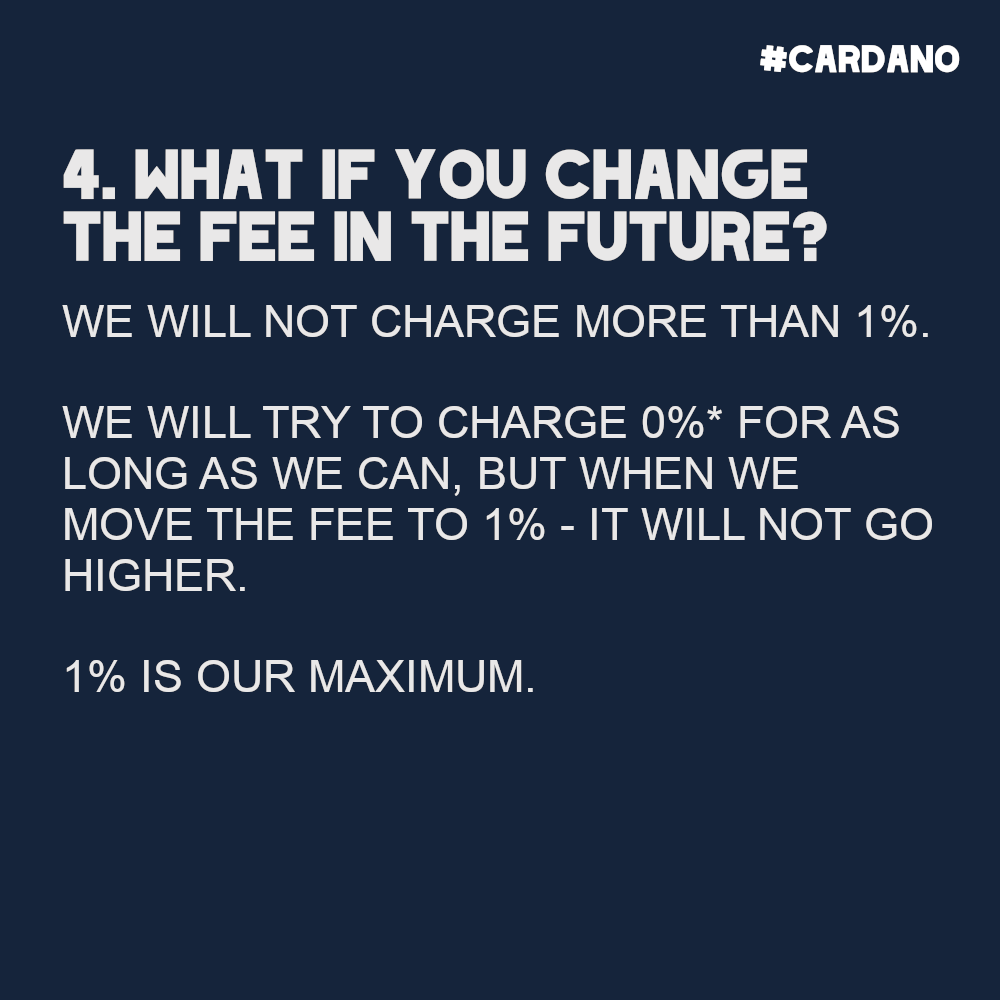 #CARDANO
4. WHAT IF YOU CHANGE
THE FEE IN THE FUTURE?
WE WILL NOT CHARGE MORE THAN 1%.
WE WILL TRY TO CHARGE 0%* FOR AS
LONG AS WE CAN, BUT WHEN WE
MOVE THE FEE TO 1% - IT WILL NOT GO
HIGHER.
1% IS OUR MAXIMUM.